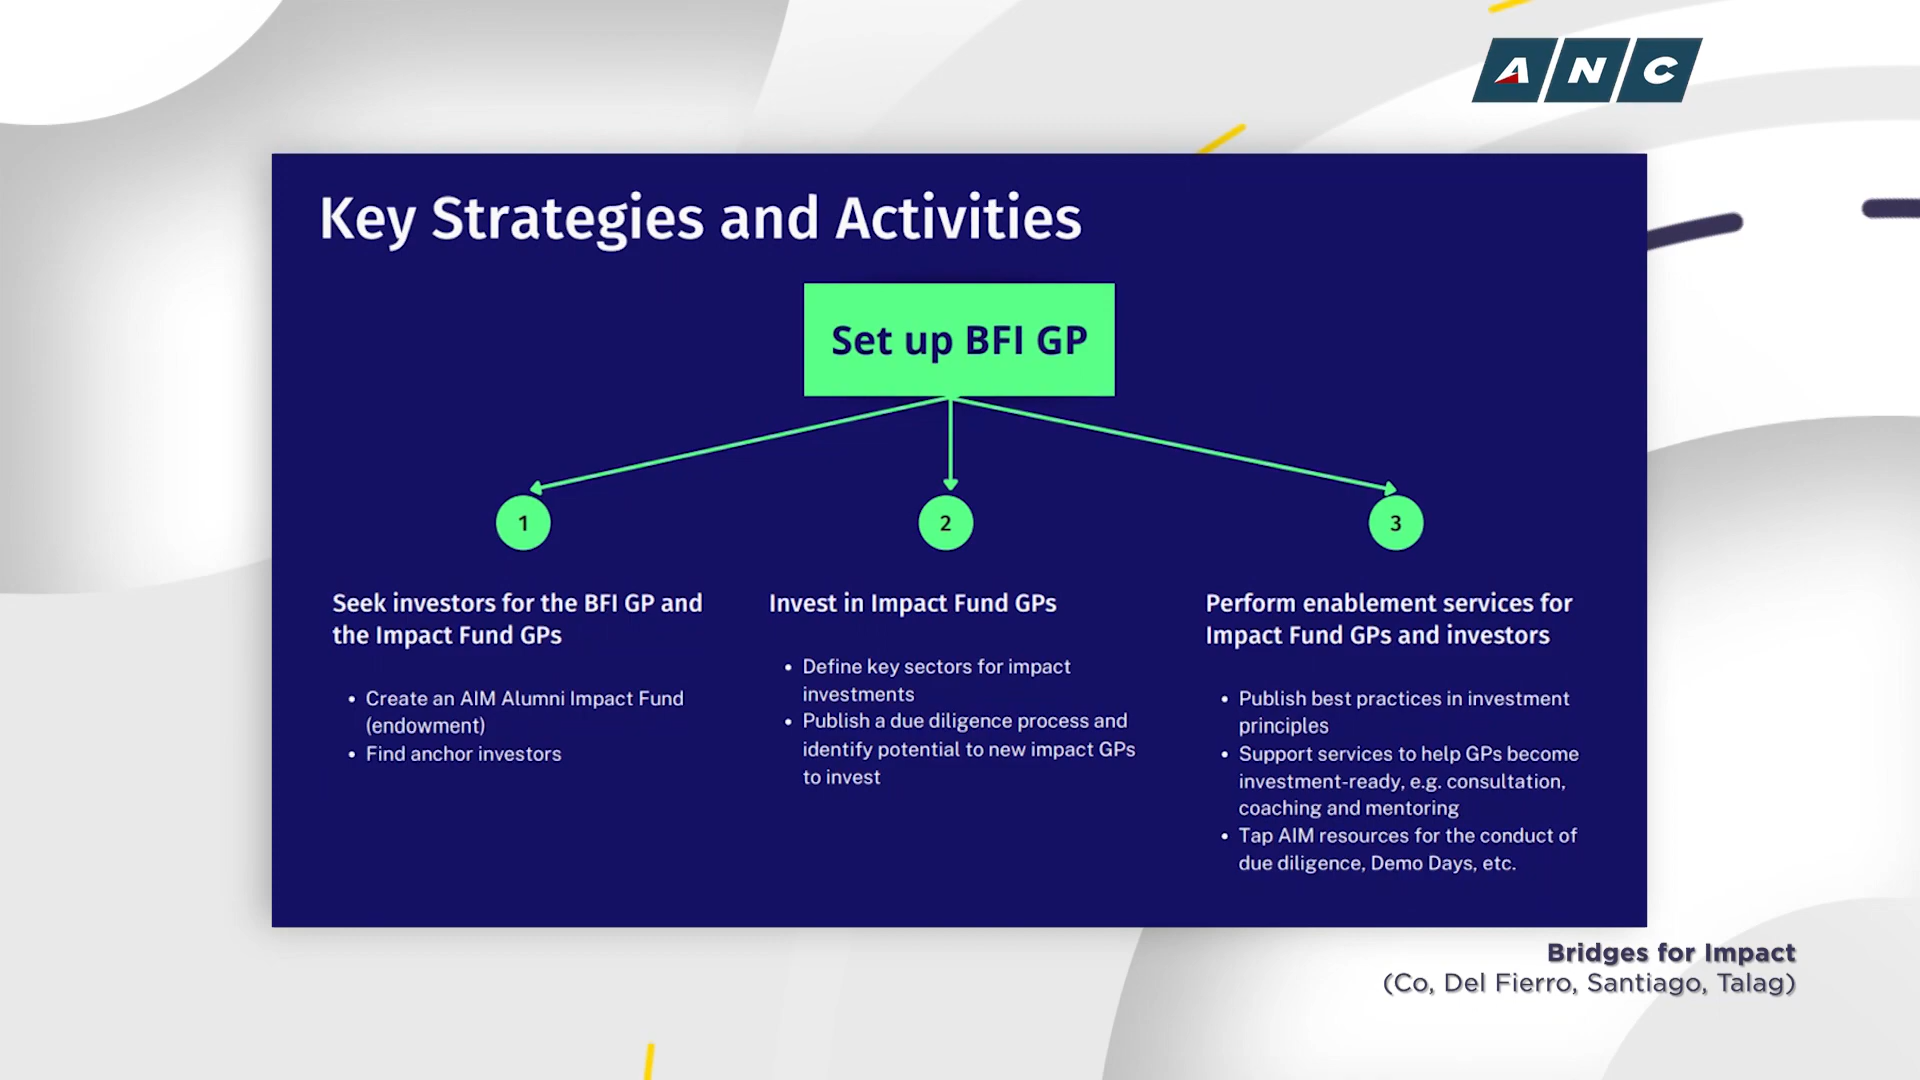 ANC
Key Strategies and Activities
Set up BFI GP
1
Seek investors for the BFI GP and
the Impact Fund GPs
• Create an AIM Alumni Impact Fund
(endowment)
• Find anchor investors
2
Invest in Impact Fund GPs
• Define key sectors for impact
investments
• Publish a due diligence process and
identify potential to new impact GPs
to invest
3
Perform enablement services for
Impact Fund GPs and investors
• Publish best practices in investment
principles
• Support services to help GPs become
investment-ready, e.g. consultation,
coaching and mentoring
• Tap AIM resources for the conduct of
due diligence, Demo Days, etc.
Bridges for Impact
(Co, Del Fierro, Santiago, Talag)